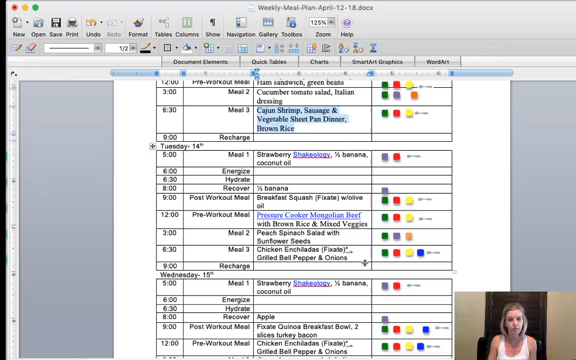 Weekly-Meal-Plan-April-12-18.docx
125%
New Open Save Print Format Tables Columns Show Navigation Gallery Toolbox Zoom Help
1/2
Document Elements Quick Tables Charts SmartArt Graphics WordArt
12:00 Pre-Workout Meal Ham sandwich, green beans
3:00 Meal 2 Cucumber tomato salad, Italian
dressing
6:30 Meal 3 Cajun Shrimp, Sausage &
Vegetable Sheet Pan Dinner,
Brown Rice
9:00 Recharge
Tuesday- 14th
5:00 Meal 1 Strawberry Shakeology, ½ banana,
coconut oil
6:00 Energize
6:30 Hydrate
8:00 Recover ½ banana
9:00 Post Workout Meal Breakfast Squash (Fixate) w/olive
oil
12:00 Pre-Workout Meal Pressure Cooker Mongolian Beef
with Brown Rice & Mixed Veggies
3:00 Meal 2 Peach Spinach Salad with
Sunflower Seeds
6:30 Meal 3 Chicken Enchiladas (Fixate)
Grilled Bell Pepper & Onions
9:00 Recharge
Wednesday- 15th
5:00 Meal 1 Strawberry Shakeology, ½ banana,
coconut oil
6:00 Energize
6:30 Hydrate
8:00 Recover Apple
9:00 Post Workout Meal Fixate Quinoa Breakfast Bowl, 2
slices turkey bacon
12:00 Pre-Workout Meal Chicken Enchiladas (Fixate)
Grilled Bell Pepper & Onions